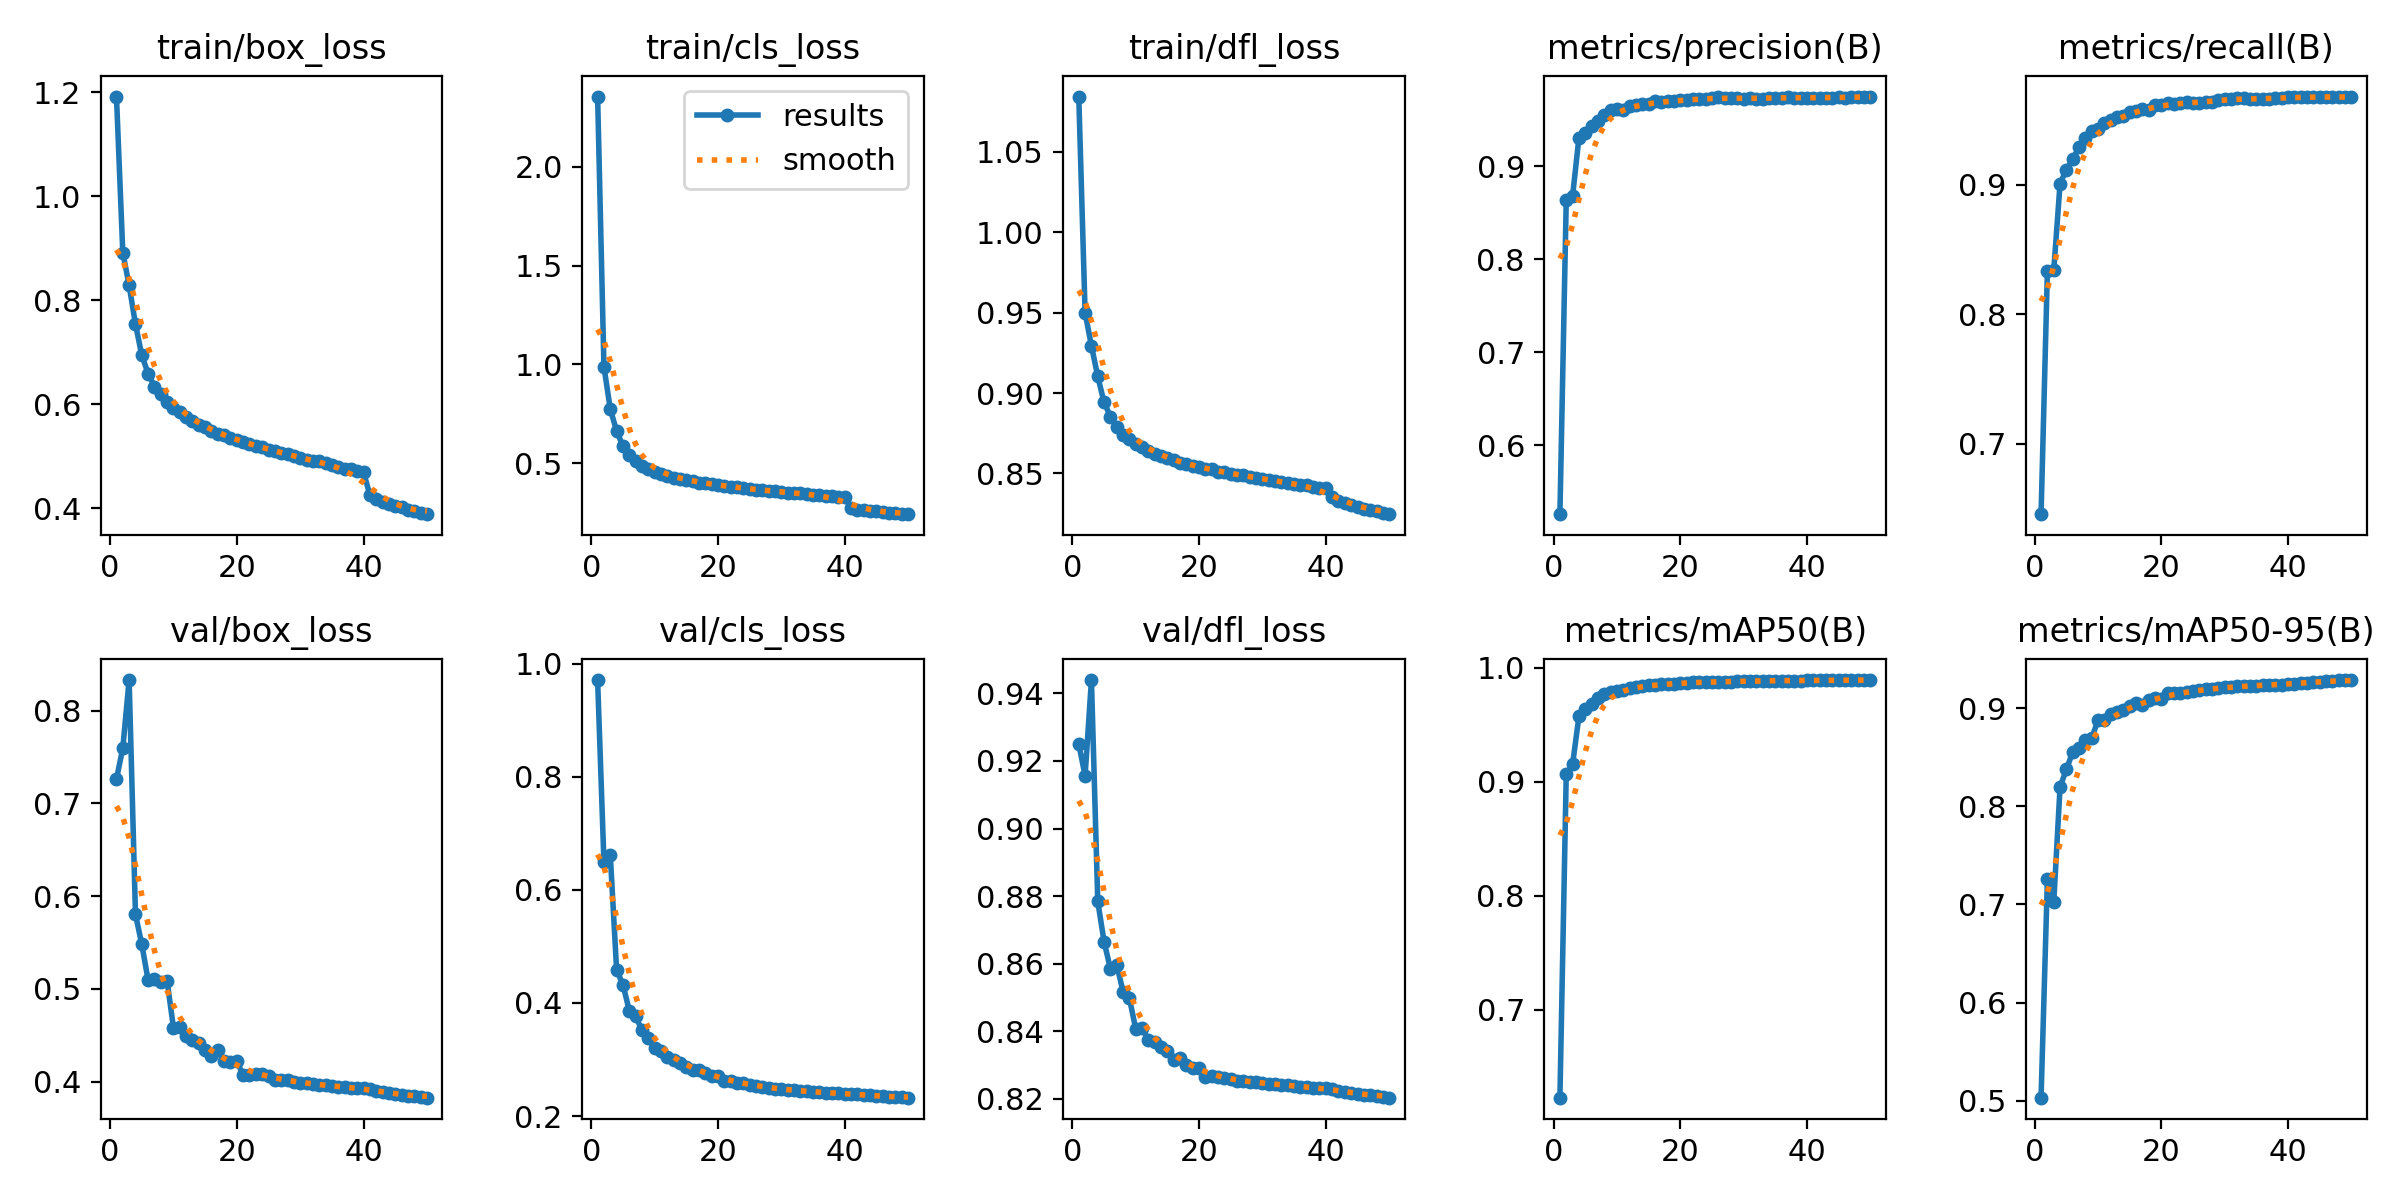 train/box_loss
train/cls_loss
train/dfl_loss
metrics/precision(B)
metrics/recall(B)
1.2
1.0
0.8
0.6
0.4
0 20 40
2.0
1.5
1.0
0.5
0 20 40
results
smooth
1.05
1.00
0.95
0.90
0.85
0 20 40
0.9
0.8
0.7
0.6
0 20 40
0.9
0.8
0.7
0 20 40
val/box_loss
val/cls_loss
val/dfl_loss
metrics/mAP50(B)
metrics/mAP50-95(B)
0.8
0.7
0.6
0.5
0.4
0 20 40
1.0
0.8
0.6
0.4
0.2
0 20 40
0.94
0.92
0.90
0.88
0.86
0.84
0.82
0 20 40
1.0
0.9
0.8
0.7
0 20 40
0.9
0.8
0.7
0.6
0.5
0 20 40